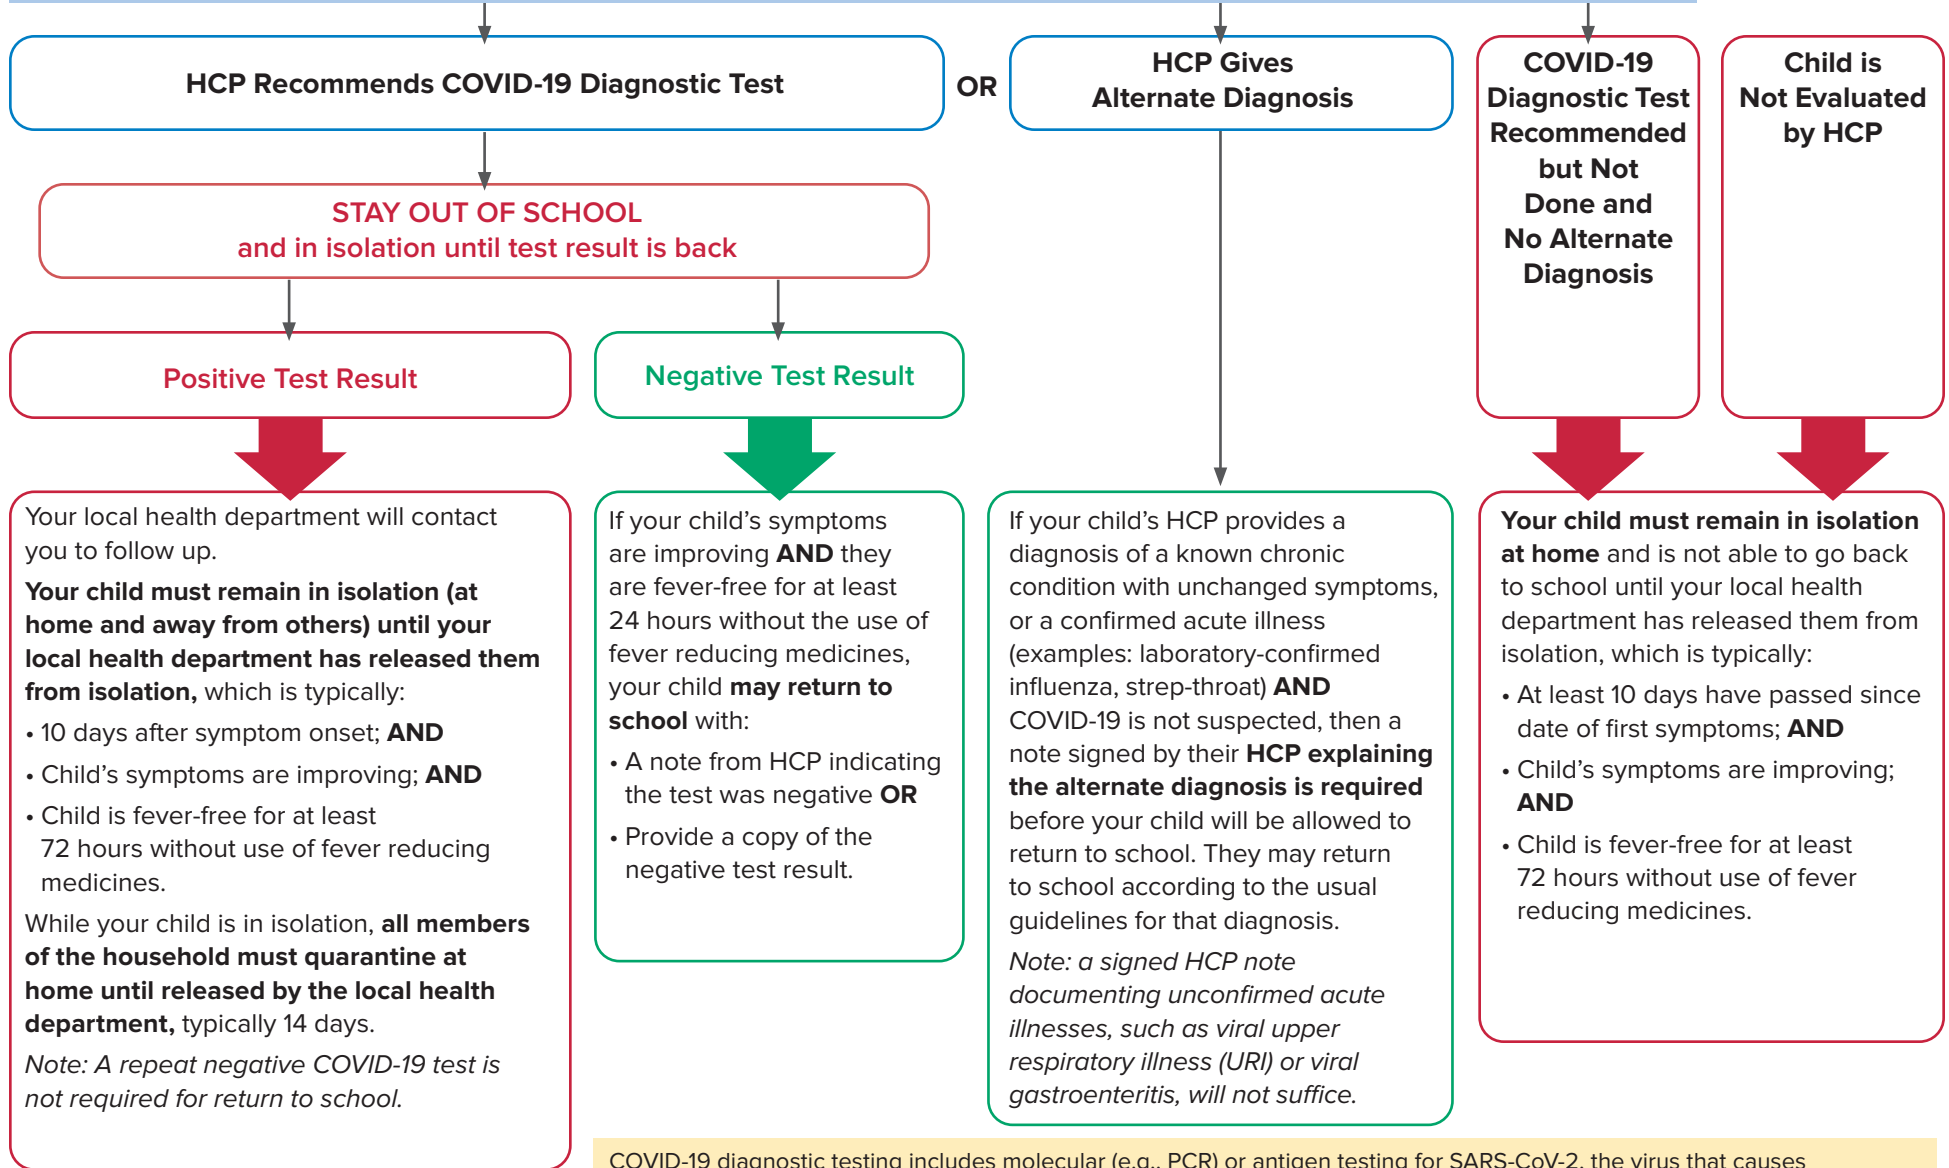 HCP Recommends COVID-19 Diagnostic Test
OR
HCP Gives
Alternate Diagnosis
COVID-19
Diagnostic Test
Recommended
but Not
Done and
No Alternate
Diagnosis
Child is
Not Evaluated
by HCP
STAY OUT OF SCHOOL
and in isolation until test result is back
Positive Test Result
Negative Test Result
Your local health department will contact
you to follow up.
Your child must remain in isolation (at
home and away from others) until your
local health department has released them
from isolation, which is typically:
• 10 days after symptom onset; AND
• Child's symptoms are improving; AND
• Child is fever-free for at least
72 hours without use of fever reducing
medicines.
While your child is in isolation, all members
of the household must quarantine at
home until released by the local health
department, typically 14 days.
Note: A repeat negative COVID-19 test is
not required for return to school.
If your child's symptoms
are improving AND they
are fever-free for at least
24 hours without the use of
fever reducing medicines,
your child may return to
school with:
• A note from HCP indicating
the test was negative OR
• Provide a copy of the
negative test result.
If your child's HCP provides a
diagnosis of a known chronic
condition with unchanged symptoms,
or a confirmed acute illness
(examples: laboratory-confirmed
influenza, strep-throat) AND
COVID-19 is not suspected, then a
note signed by their HCP explaining
the alternate diagnosis is required
before your child will be allowed to
return to school. They may return
to school according to the usual
guidelines for that diagnosis.
Note: a signed HCP note
documenting unconfirmed acute
illnesses, such as viral upper
respiratory illness (URI) or viral
gastroenteritis, will not suffice.
Your child must remain in isolation
at home and is not able to go back
to school until your local health
department has released them from
isolation, which is typically:
• At least 10 days have passed since
date of first symptoms; AND
• Child's symptoms are improving;
AND
• Child is fever-free for at least
72 hours without use of fever
reducing medicines.
COVID-19 diagnostic testing includes molecular (e.g., PCR) or antigen testing for SARS-CoV-2, the virus that causes